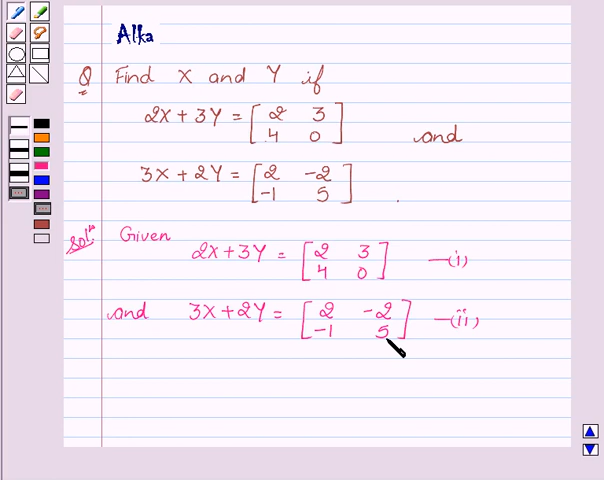 Alka
Q Find X and Y if
2X + 3Y = [ 2 3
4 0 ] and
3X + 2Y = [ 2 -2
-1 5 ] .
Solⁿ. Given
2X + 3Y = [ 2 3
4 0 ] —(i)
and 3X + 2Y = [ 2 -2
-1 5 ] —(ii)